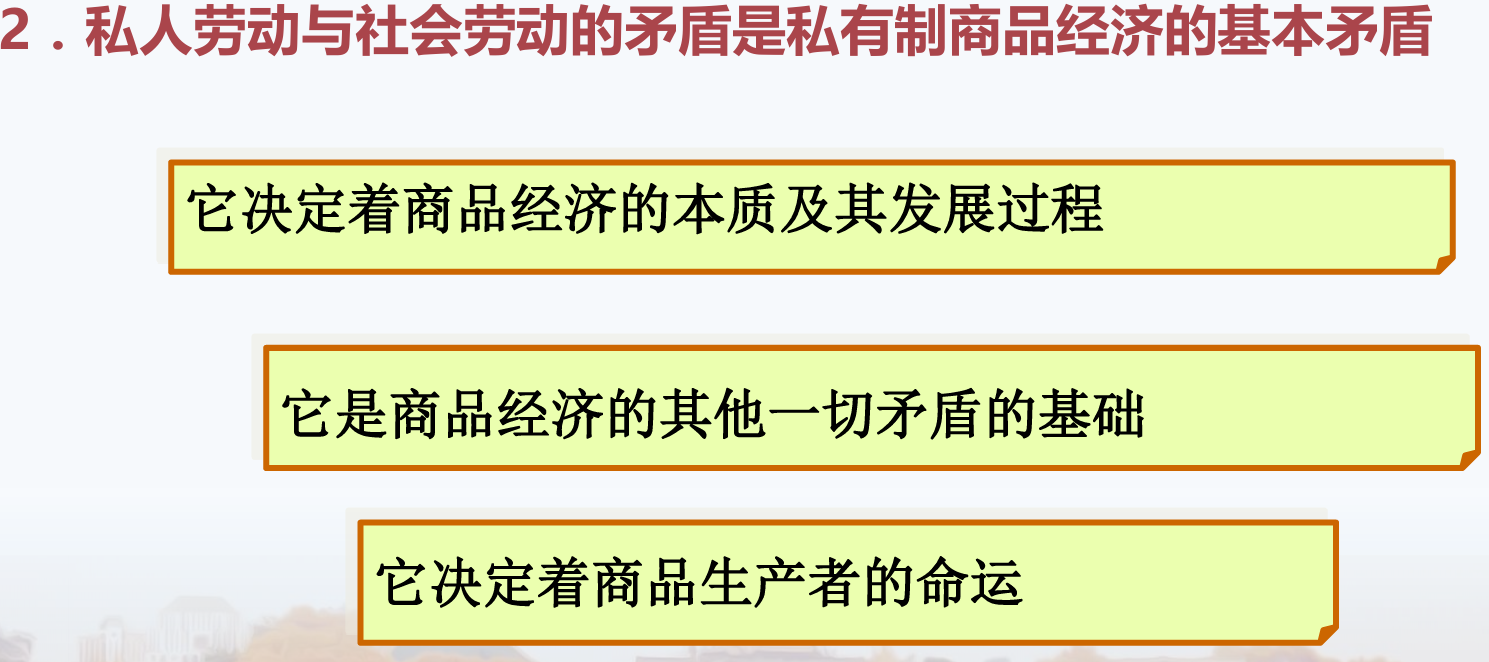 2．私人劳动与社会劳动的矛盾是私有制商品经济的基本矛盾
它决定着商品经济的本质及其发展过程
它是商品经济的其他一切矛盾的基础
它决定着商品生产者的命运